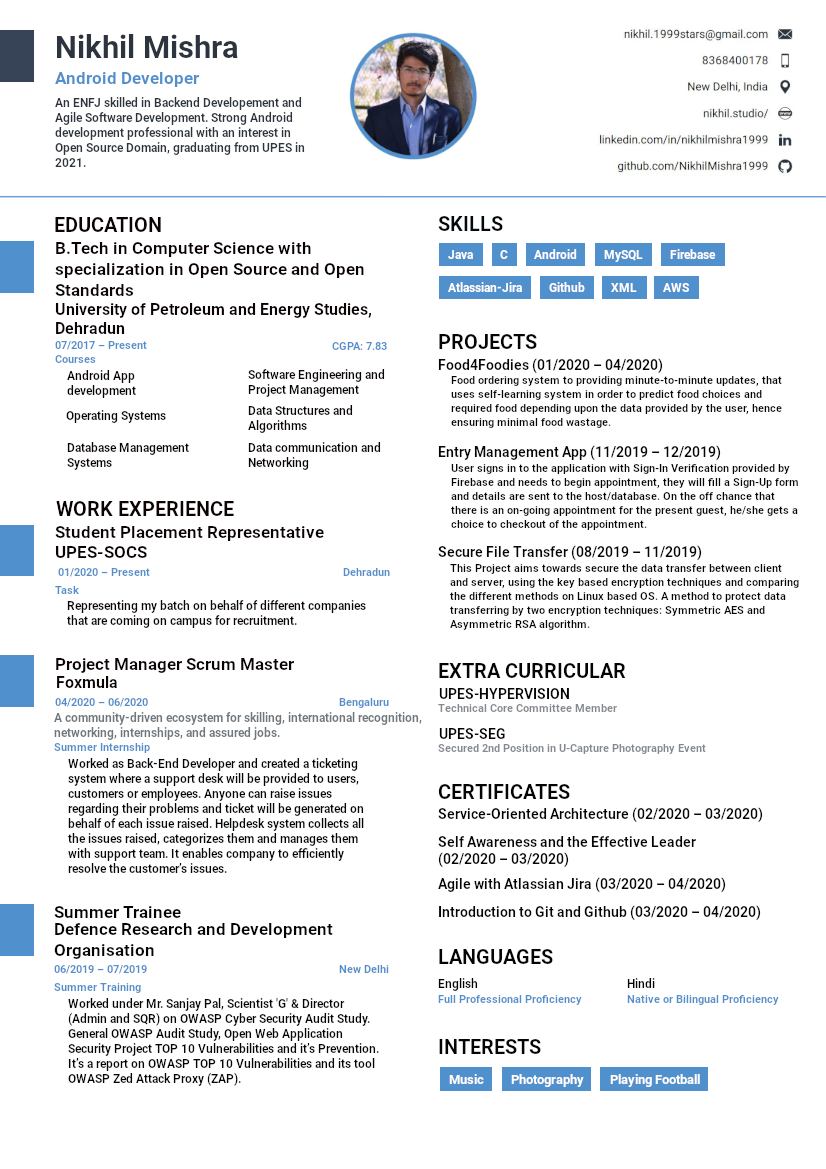 Nikhil Mishra
Android Developer
An ENFJ skilled in Backend Developement and
Agile Software Development. Strong Android
development professional with an interest in
Open Source Domain, graduating from UPES in
2021.
nikhil.1999stars@gmail.com
8368400178
New Delhi, India
nikhil.studio/
linkedin.com/in/nikhilmishra1999
github.com/NikhilMishra1999
EDUCATION
B.Tech in Computer Science with
specialization in Open Source and Open
Standards
University of Petroleum and Energy Studies,
Dehradun
07/2017 – Present CGPA: 7.83
Courses
Android App
development
Software Engineering and
Project Management
Operating Systems
Data Structures and
Algorithms
Database Management
Systems
Data communication and
Networking
WORK EXPERIENCE
Student Placement Representative
UPES-SOCS
01/2020 – Present Dehradun
Task
Representing my batch on behalf of different companies
that are coming on campus for recruitment.
Project Manager Scrum Master
Foxmula
04/2020 – 06/2020 Bengaluru
A community-driven ecosystem for skilling, international recognition,
networking, internships, and assured jobs.
Summer Internship
Worked as Back-End Developer and created a ticketing
system where a support desk will be provided to users,
customers or employees. Anyone can raise issues
regarding their problems and ticket will be generated on
behalf of each issue raised. Helpdesk system collects all
the issues raised, categorizes them and manages them
with support team. It enables company to efficiently
resolve the customer’s issues.
Summer Trainee
Defence Research and Development
Organisation
06/2019 – 07/2019 New Delhi
Summer Training
Worked under Mr. Sanjay Pal, Scientist 'G' & Director
(Admin and SQR) on OWASP Cyber Security Audit Study.
General OWASP Audit Study, Open Web Application
Security Project TOP 10 Vulnerabilities and it’s Prevention.
It’s a report on OWASP TOP 10 Vulnerabilities and its tool
OWASP Zed Attack Proxy (ZAP).
SKILLS
Java C Android MySQL Firebase
Atlassian-Jira Github XML AWS
PROJECTS
Food4Foodies (01/2020 – 04/2020)
Food ordering system to providing minute-to-minute updates, that
uses self-learning system in order to predict food choices and
required food depending upon the data provided by the user, hence
ensuring minimal food wastage.
Entry Management App (11/2019 – 12/2019)
User signs in to the application with Sign-In Verification provided by
Firebase and needs to begin appointment, they will fill a Sign-Up form
and details are sent to the host/database. On the off chance that
there is an on-going appointment for the present guest, he/she gets a
choice to checkout of the appointment.
Secure File Transfer (08/2019 – 11/2019)
This Project aims towards secure the data transfer between client
and server, using the key based encryption techniques and comparing
the different methods on Linux based OS. A method to protect data
transferring by two encryption techniques: Symmetric AES and
Asymmetric RSA algorithm.
EXTRA CURRICULAR
UPES-HYPERVISION
Technical Core Committee Member
UPES-SEG
Secured 2nd Position in U-Capture Photography Event
CERTIFICATES
Service-Oriented Architecture (02/2020 – 03/2020)
Self Awareness and the Effective Leader
(02/2020 – 03/2020)
Agile with Atlassian Jira (03/2020 – 04/2020)
Introduction to Git and Github (03/2020 – 04/2020)
LANGUAGES
English Hindi
Full Professional Proficiency Native or Bilingual Proficiency
INTERESTS
Music Photography Playing Football